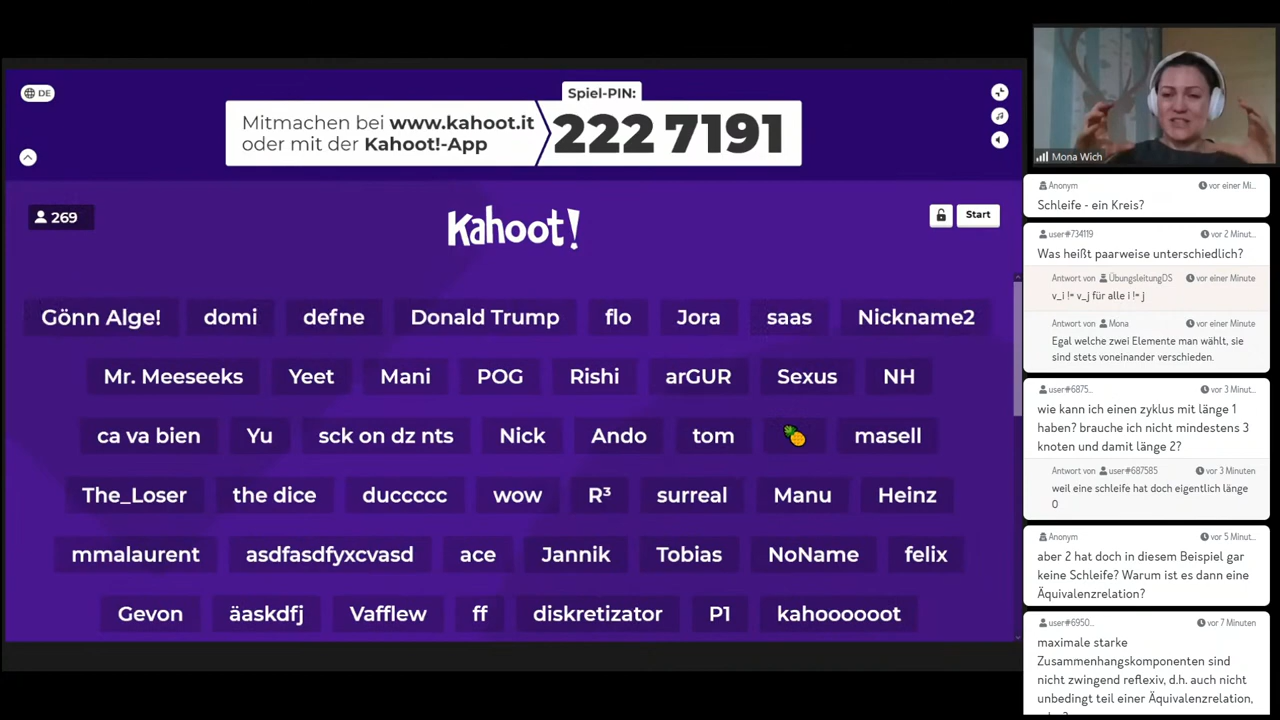 DE
Spiel-PIN:
Mitmachen bei www.kahoot.it
oder mit der Kahoot!-App
222 7191
269
Kahoot!
Start
Gönn Alge! domi defne Donald Trump flo Jora saas Nickname2
Mr. Meeseeks Yeet Mani POG Rishi arGUR Sexus NH
ca va bien Yu sck on dz nts Nick Ando tom 🍍 masell
The_Loser the dice duccccc wow R³ surreal Manu Heinz
mmalaurent asdfasdfyxcvasd ace Jannik Tobias NoName felix
Gevon äaskdfj Vafflew ff diskretizator P1 kahoooooot
Mona Wich
Anonym vor einer Mi...
Schleife - ein Kreis?
user#734119 vor 2 Minut...
Was heißt paarweise unterschiedlich?
Antwort von ÜbungsleitungDS vor einer Minute
v_i != v_j für alle i != j
Antwort von Mona vor einer Minute
Egal welche zwei Elemente man wählt, sie
sind stets voneinander verschieden.
user#6875... vor 3 Minut...
wie kann ich einen zyklus mit länge 1
haben? brauche ich nicht mindestens 3
knoten und damit länge 2?
Antwort von user#687585 vor 3 Minuten
weil eine schleife hat doch eigentlich länge
0
Anonym vor 5 Minut...
aber 2 hat doch in diesem Beispiel gar
keine Schleife? Warum ist es dann eine
Äquivalenzrelation?
user#6950... vor 7 Minuten
maximale starke
Zusammenhangskomponenten sind
nicht zwingend reflexiv, d.h. auch nicht
unbedingt teil einer Äquivalenzrelation,